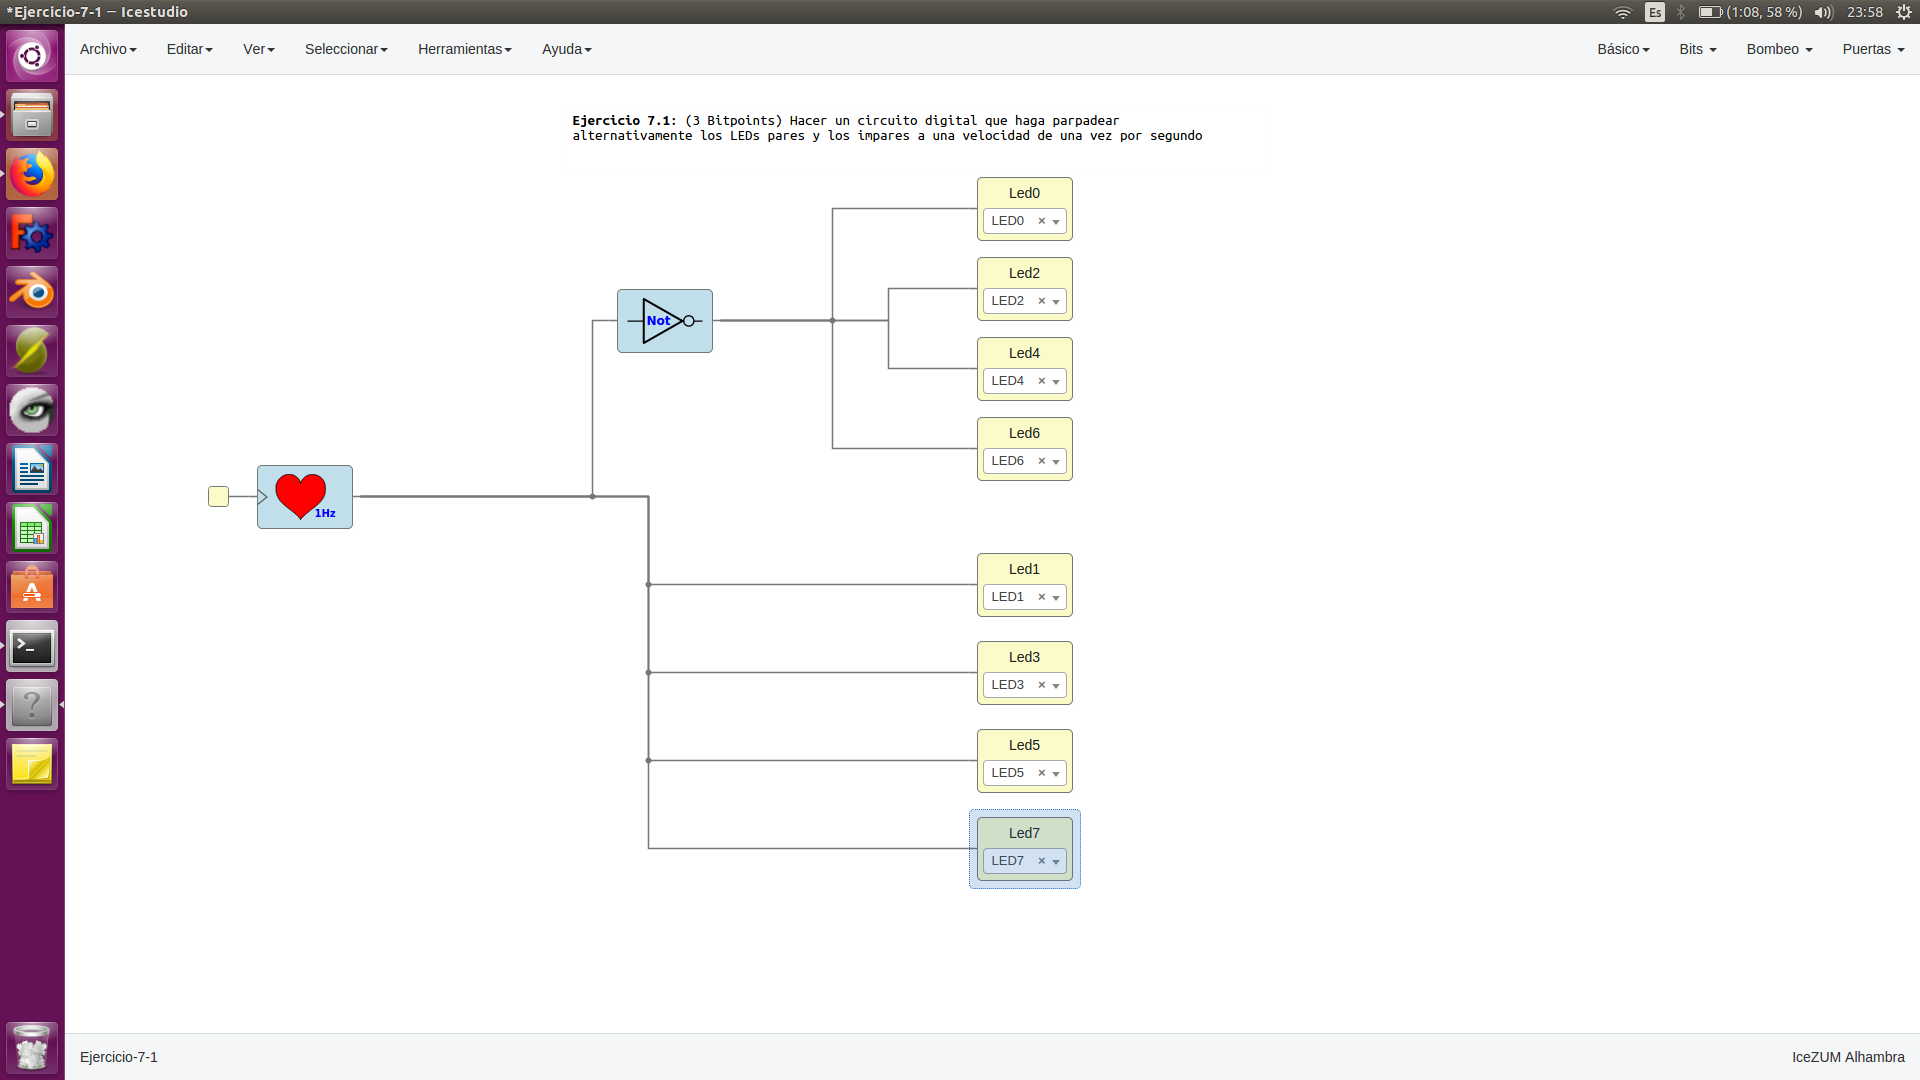 *Ejercicio-7-1 — Icestudio
Es (1:08, 58 %) 23:58
Archivo Editar Ver Seleccionar Herramientas Ayuda Básico Bits Bombeo Puertas
Ejercicio 7.1: (3 Bitpoints) Hacer un circuito digital que haga parpadear
alternativamente los LEDs pares y los impares a una velocidad de una vez por segundo
Led0
LED0 ×
Led2
LED2 ×
Not
Led4
LED4 ×
Led6
LED6 ×
1Hz
Led1
LED1 ×
Led3
LED3 ×
Led5
LED5 ×
Led7
LED7 ×
Ejercicio-7-1 IceZUM Alhambra